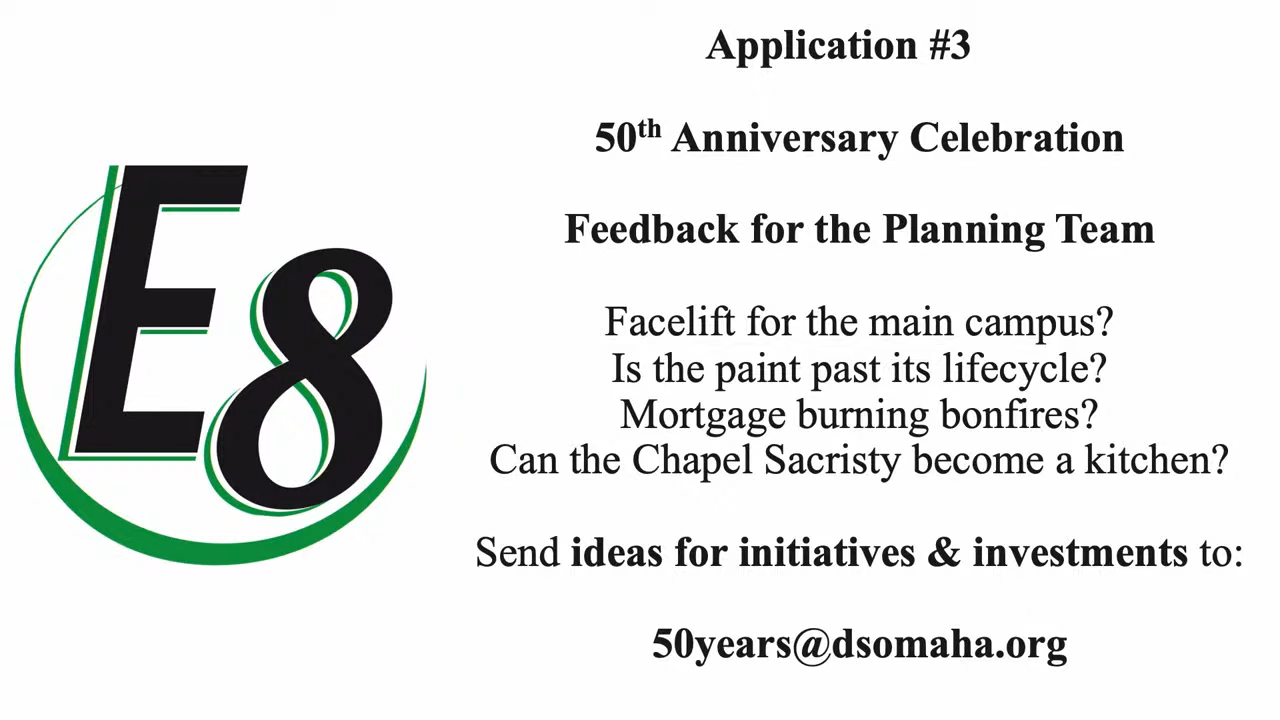 E8
Application #3
50th Anniversary Celebration
Feedback for the Planning Team
Facelift for the main campus?
Is the paint past its lifecycle?
Mortgage burning bonfires?
Can the Chapel Sacristy become a kitchen?
Send ideas for initiatives & investments to:
50years@dsomaha.org